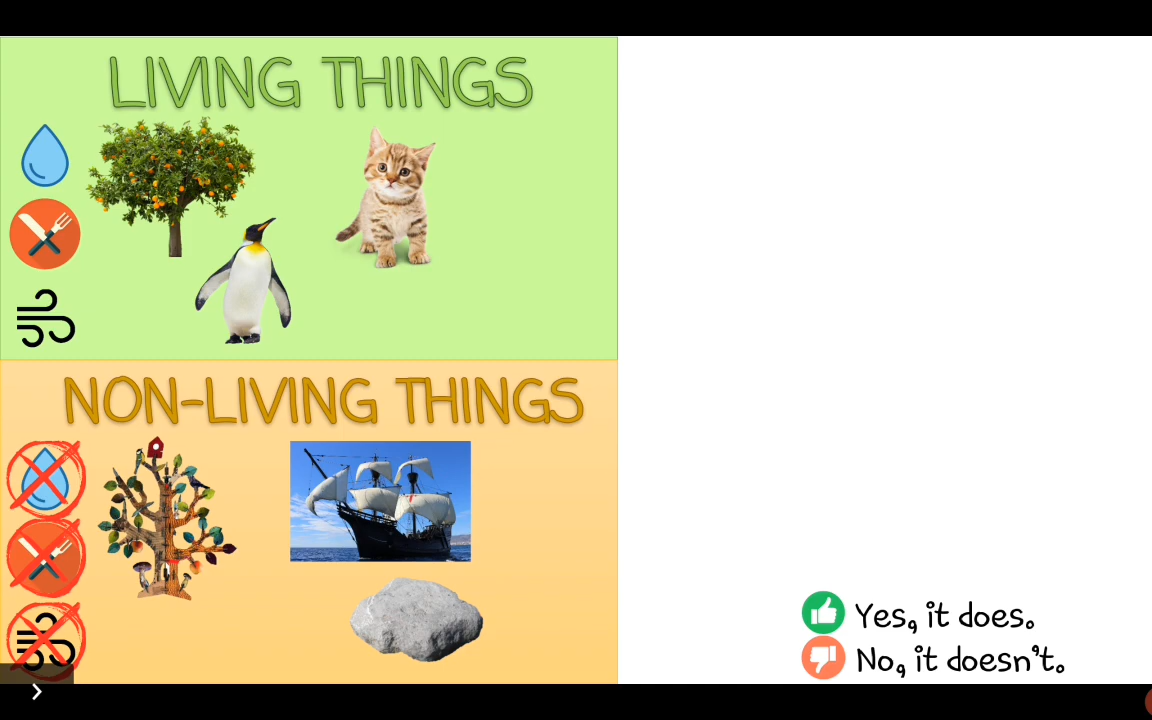 LIVING THINGS
NON-LIVING THINGS
Yes, it does.
No, it doesn't.